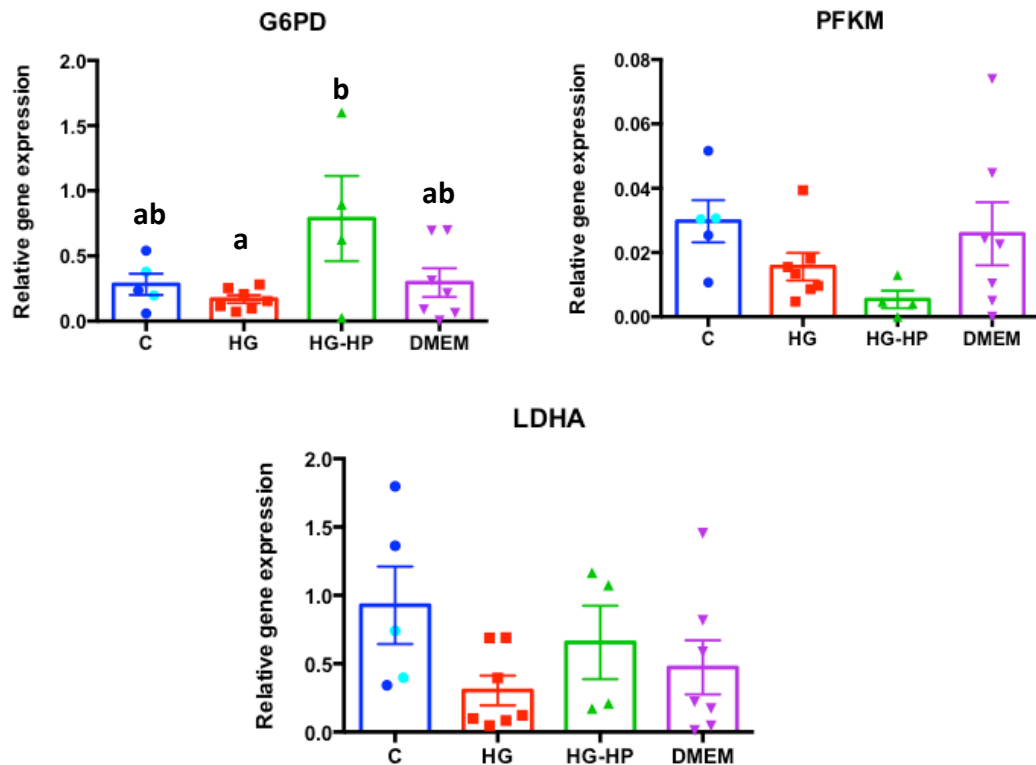 G6PD
Relative gene expression
2.0
1.5
1.0
0.5
0.0
ab
a
b
ab
C HG HG-HP DMEM
PFKM
Relative gene expression
0.08
0.06
0.04
0.02
0.00
C HG HG-HP DMEM
LDHA
Relative gene expression
2.0
1.5
1.0
0.5
0.0
C HG HG-HP DMEM